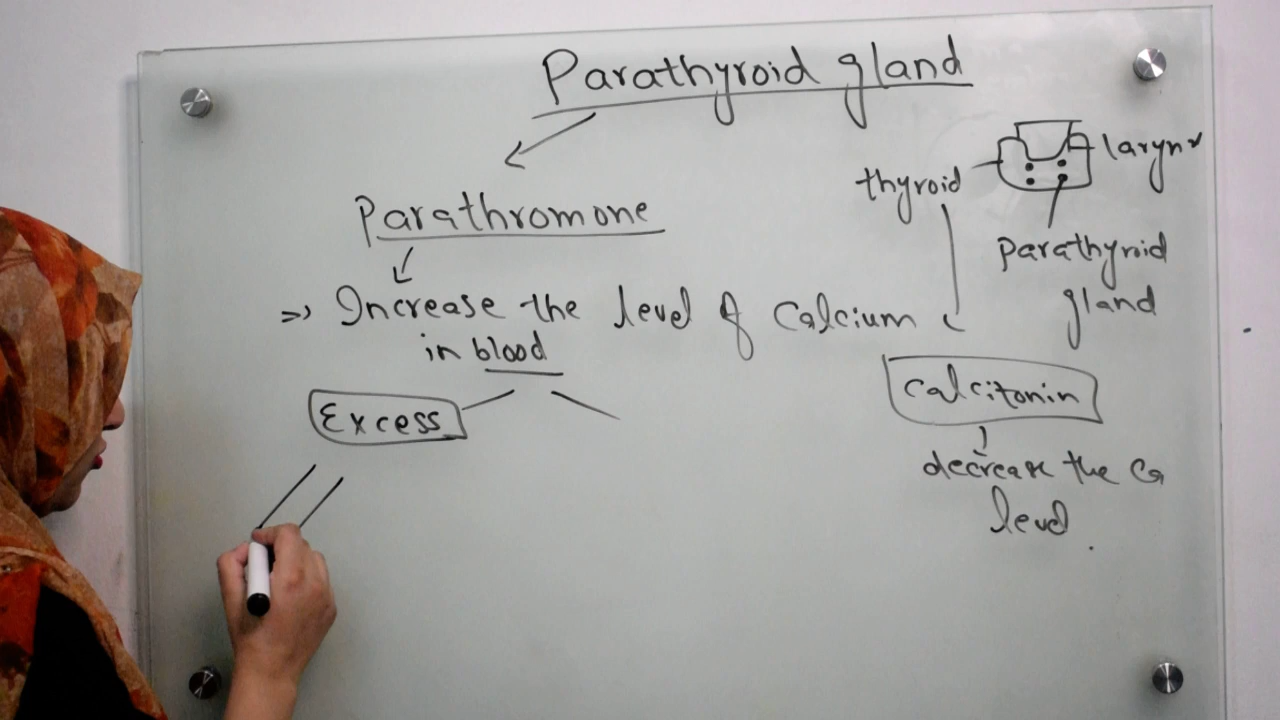 Parathyroid gland
Parathromone
=> Increase the level of Calcium
in blood
Excess
thyroid
larynx
parathyroid
gland
Calcitonin
decrease the Ca
level.